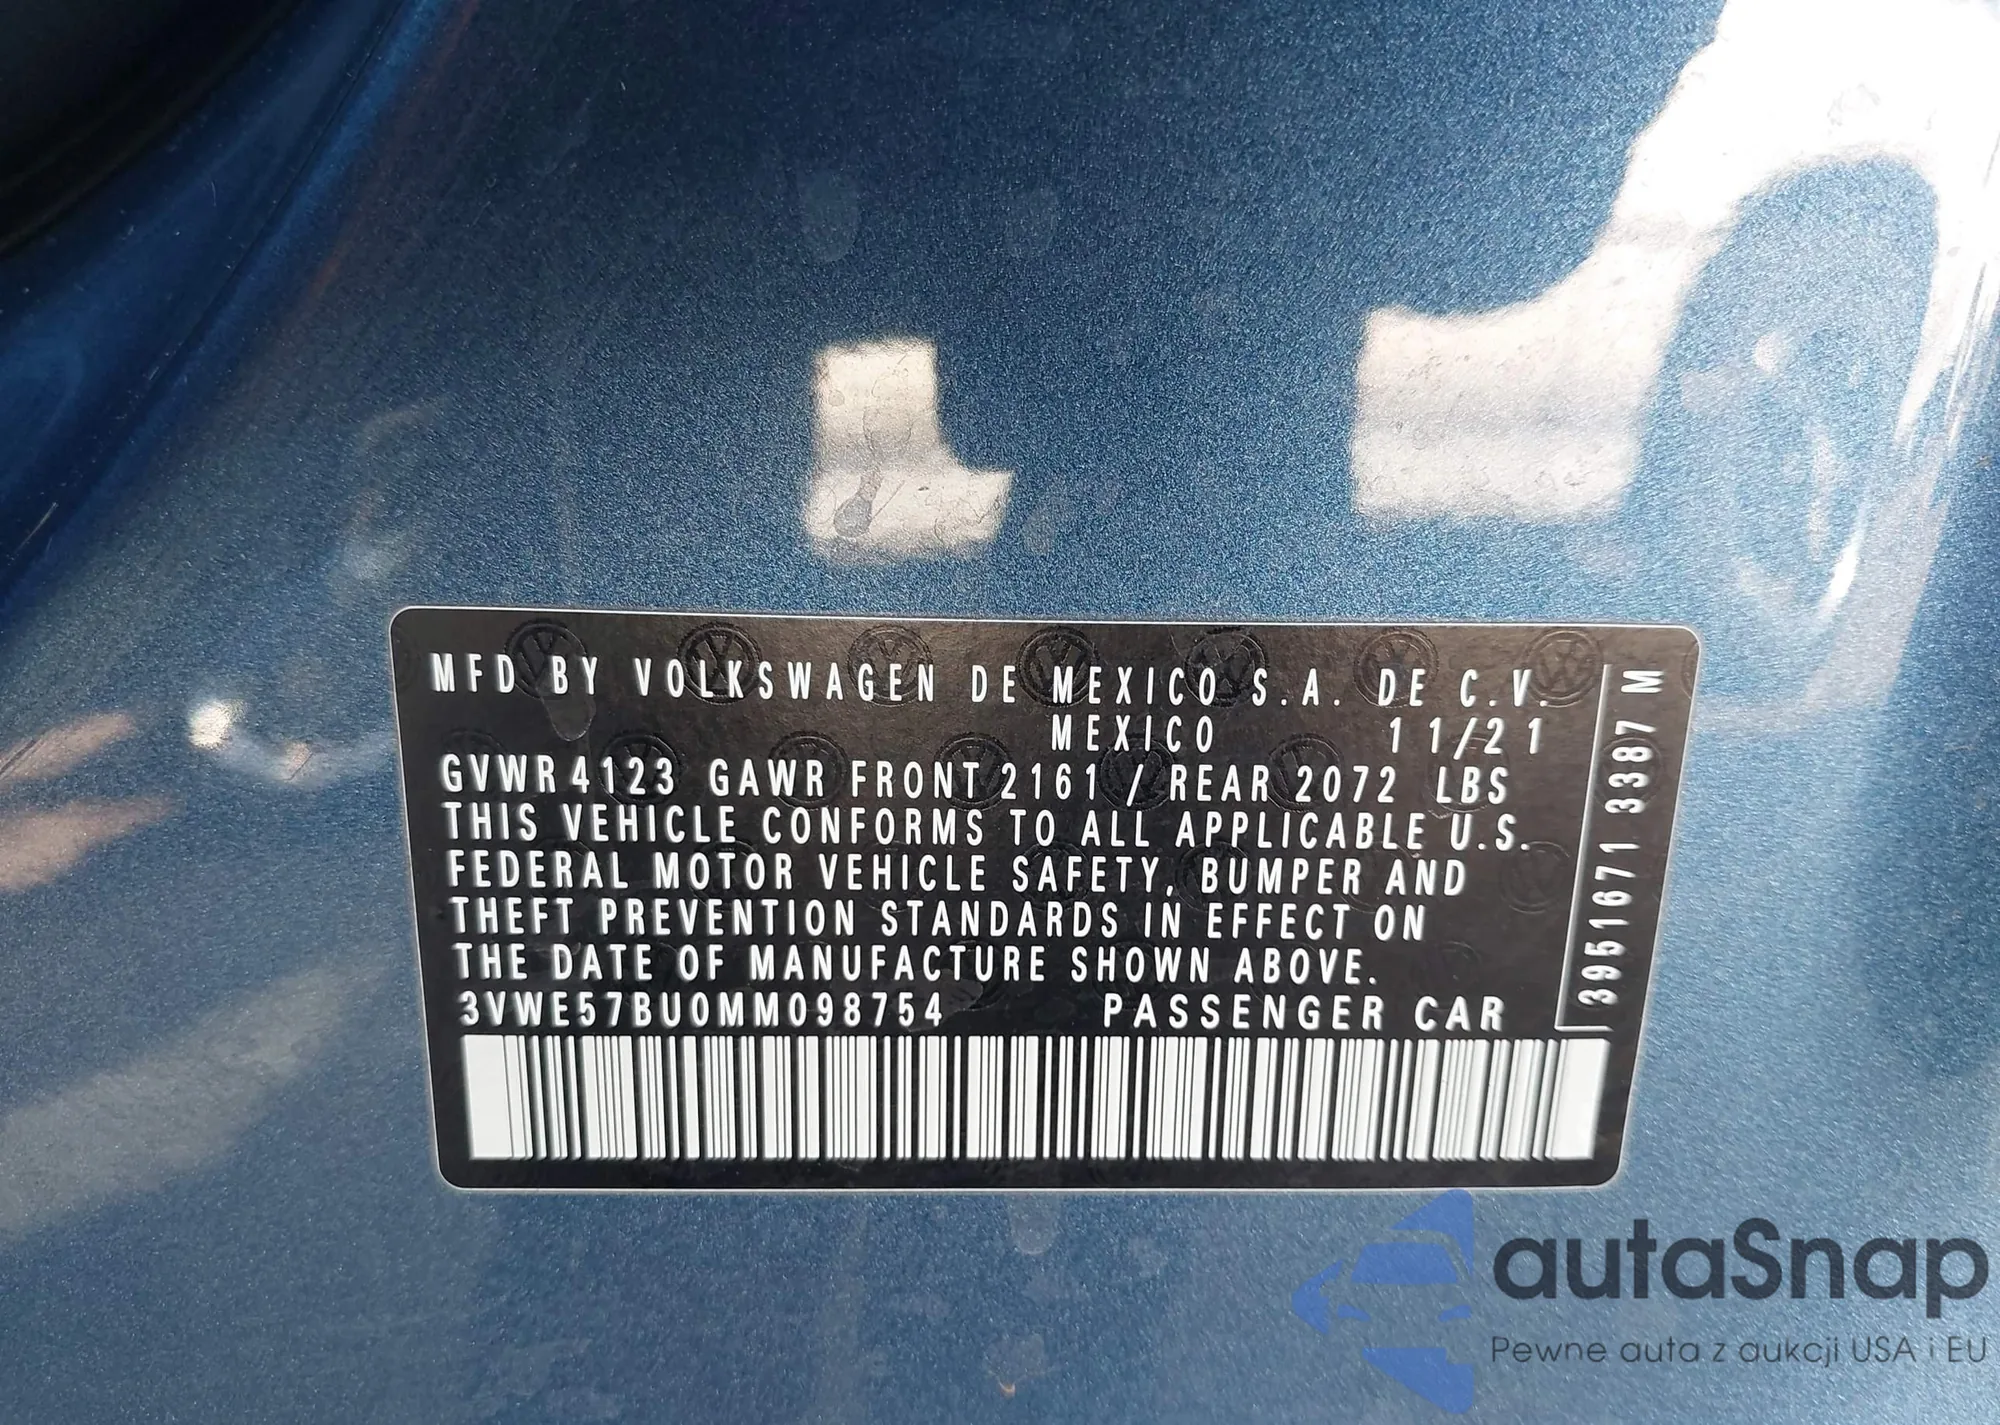 MFD BY VOLKSWAGEN DE MEXICO S.A. DE C.V.
MEXICO 11/21
GVWR 4123 GAWR FRONT 2161 / REAR 2072 LBS
THIS VEHICLE CONFORMS TO ALL APPLICABLE U.S.
FEDERAL MOTOR VEHICLE SAFETY, BUMPER AND
THEFT PREVENTION STANDARDS IN EFFECT ON
THE DATE OF MANUFACTURE SHOWN ABOVE.
3VWE57BU0MM098754 PASSENGER CAR
3951671 3387 M
autaSnap
Pewne auta z aukcji USA i EU